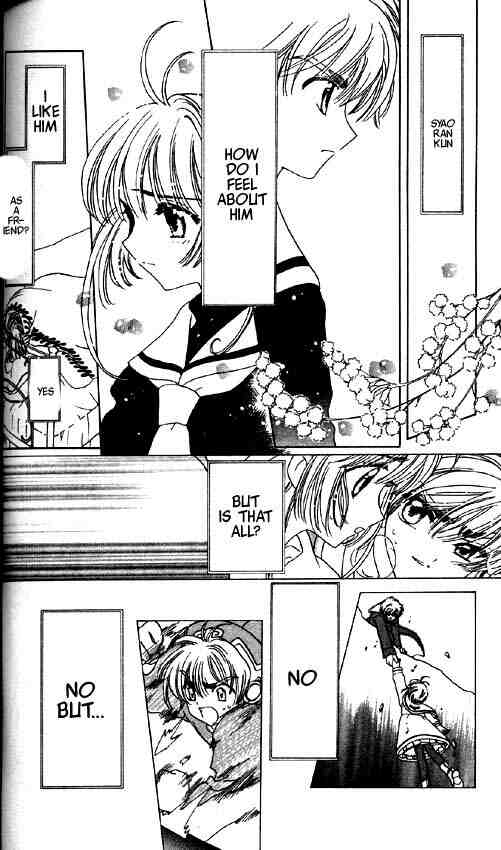 SYAO
RAN
KUN
HOW
DO I
FEEL
ABOUT
HIM
I
LIKE
HIM
AS
A
FR-
IEND?
YES
BUT
IS THAT
ALL?
NO
NO
BUT...